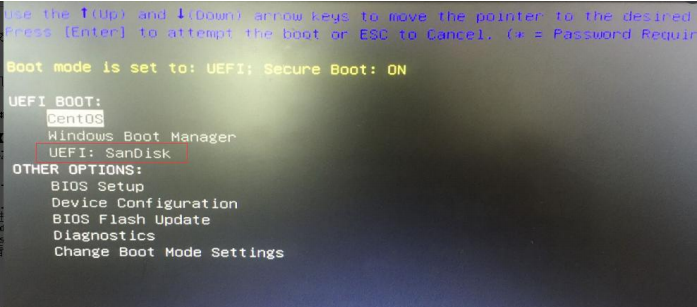 use the ↑(Up) and ↓(Down) arrow keys to move the pointer to the desired
Press [Enter] to attempt the boot or ESC to Cancel. (* = Password Requir
Boot mode is set to: UEFI; Secure Boot: ON
UEFI BOOT:
CentOS
Windows Boot Manager
UEFI: SanDisk
OTHER OPTIONS:
BIOS Setup
Device Configuration
BIOS Flash Update
Diagnostics
Change Boot Mode Settings